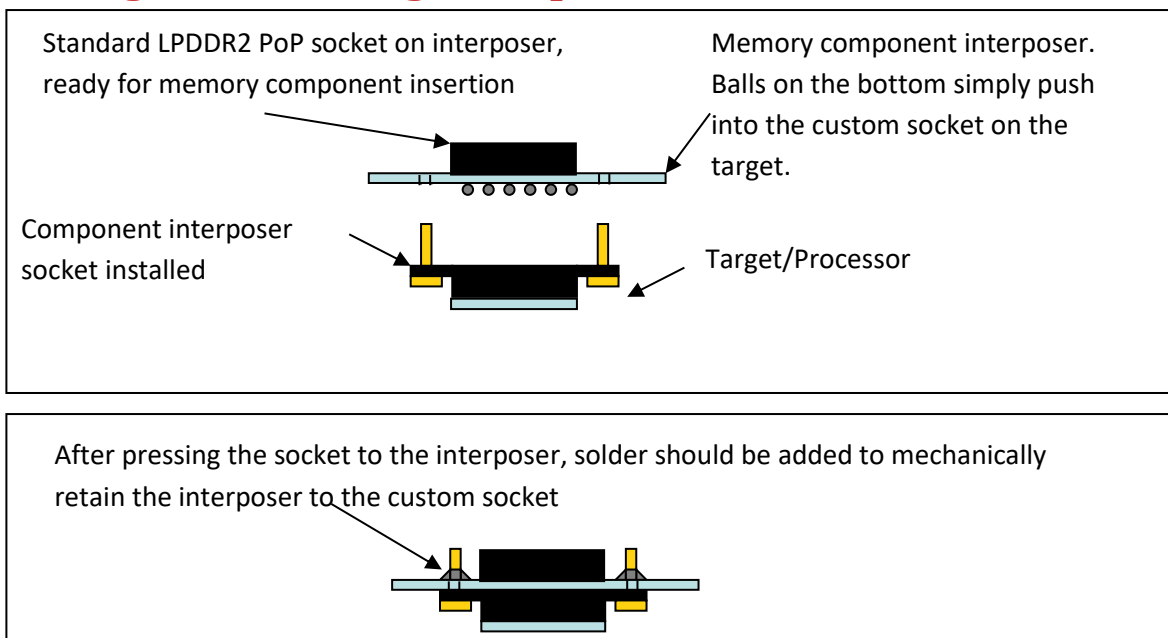 Standard LPDDR2 PoP socket on interposer,
ready for memory component insertion
Memory component interposer.
Balls on the bottom simply push
into the custom socket on the
target.
Component interposer
socket installed
Target/Processor
After pressing the socket to the interposer, solder should be added to mechanically
retain the interposer to the custom socket